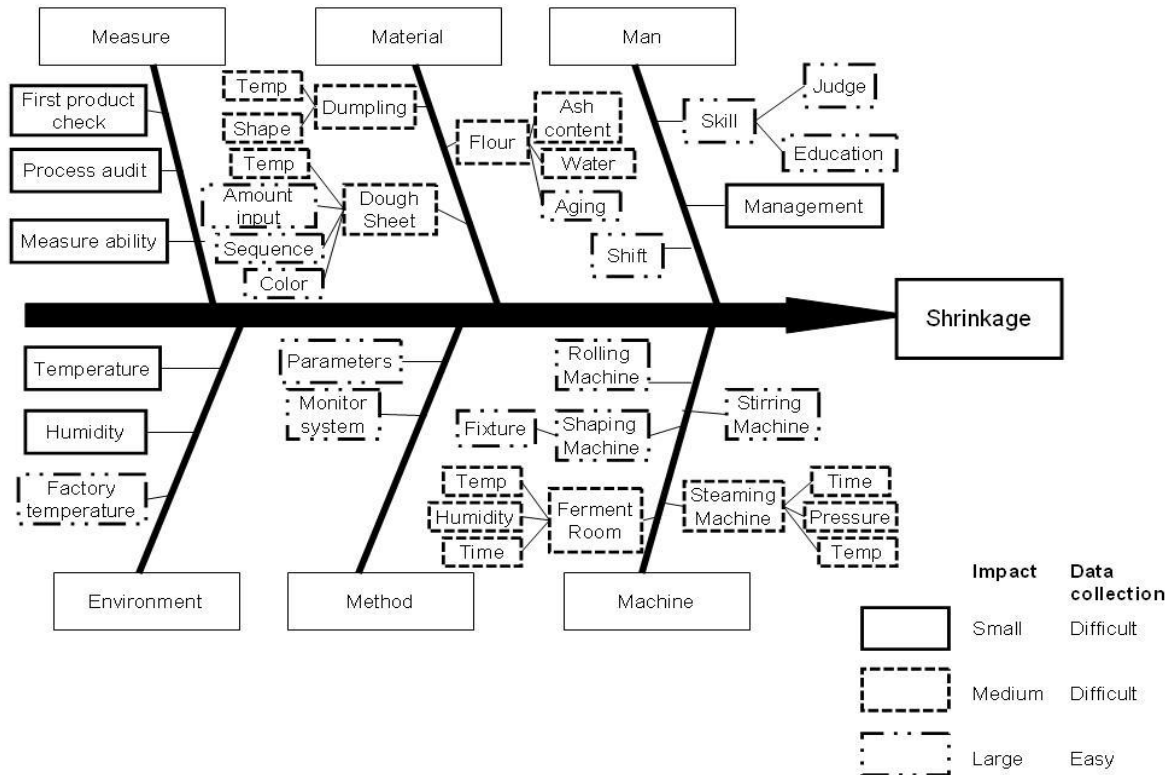 Measure
Material
Man
First product
check
Process audit
Measure ability
Temp
Shape
Dumpling
Temp
Amount
input
Sequence
Color
Dough
Sheet
Flour
Ash
content
Water
Aging
Skill
Judge
Education
Management
Shift
Shrinkage
Temperature
Humidity
Factory
temperature
Parameters
Monitor
system
Rolling
Machine
Stirring
Machine
Fixture
Shaping
Machine
Temp
Humidity
Time
Ferment
Room
Steaming
Machine
Time
Pressure
Temp
Environment
Method
Machine
Impact Data
collection
Small Difficult
Medium Difficult
Large Easy